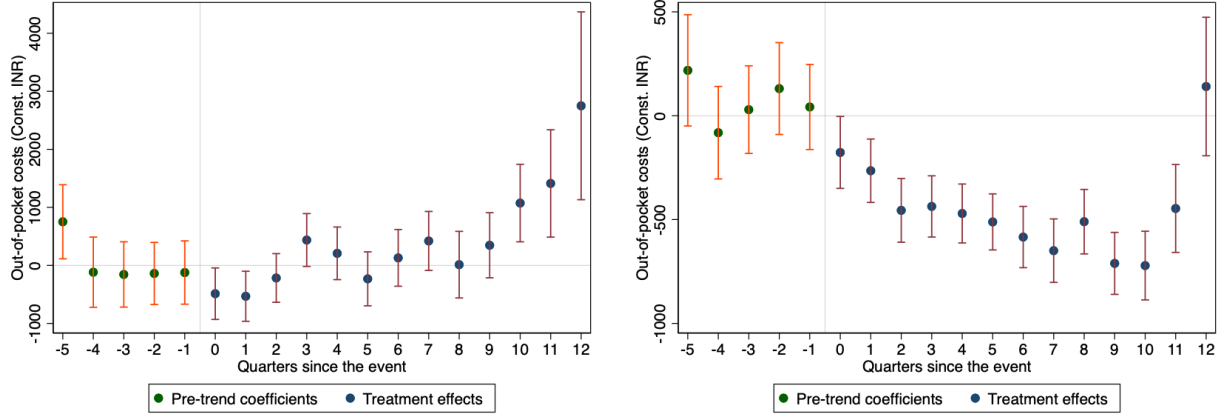 Out-of-pocket costs (Const. INR)
4000
3000
2000
1000
0
-1000
-5 -4 -3 -2 -1 0 1 2 3 4 5 6 7 8 9 10 11 12
Quarters since the event
Pre-trend coefficients Treatment effects
Out-of-pocket costs (Const. INR)
500
0
-500
-1000
-5 -4 -3 -2 -1 0 1 2 3 4 5 6 7 8 9 10 11 12
Quarters since the event
Pre-trend coefficients Treatment effects